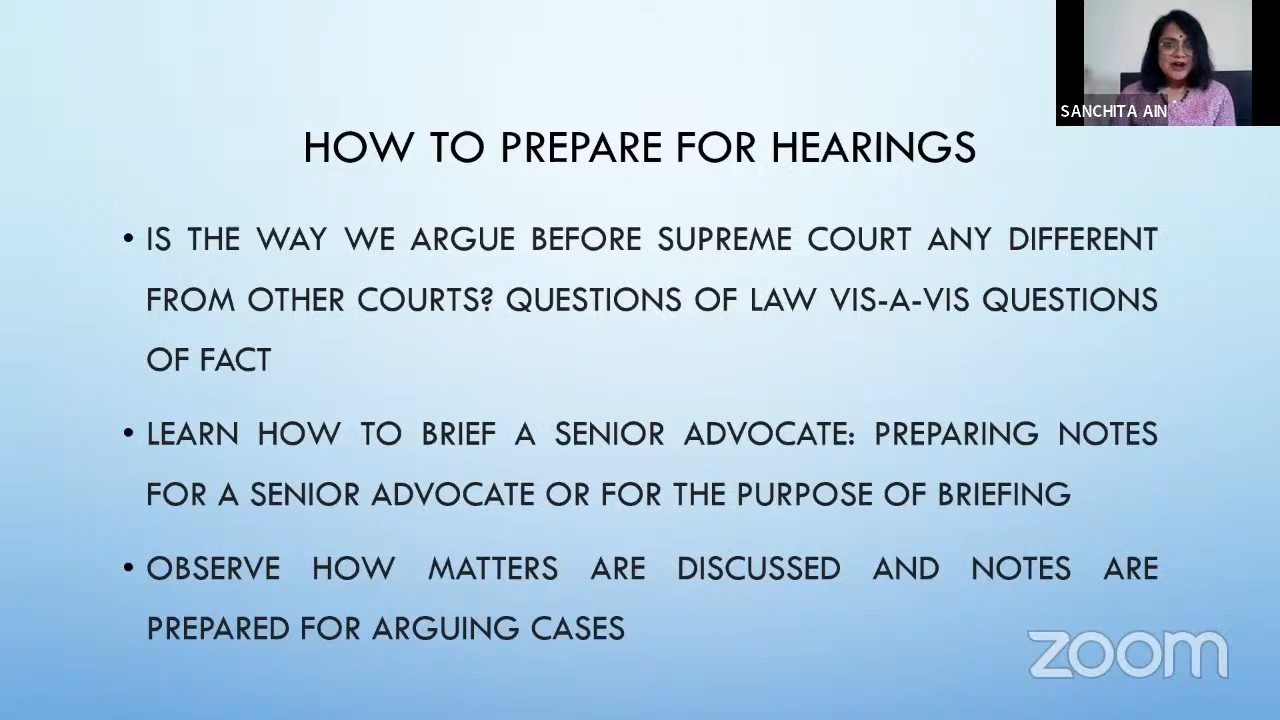 SANCHITA AIN
HOW TO PREPARE FOR HEARINGS
• IS THE WAY WE ARGUE BEFORE SUPREME COURT ANY DIFFERENT
FROM OTHER COURTS? QUESTIONS OF LAW VIS-A-VIS QUESTIONS
OF FACT
• LEARN HOW TO BRIEF A SENIOR ADVOCATE: PREPARING NOTES
FOR A SENIOR ADVOCATE OR FOR THE PURPOSE OF BRIEFING
• OBSERVE HOW MATTERS ARE DISCUSSED AND NOTES ARE
PREPARED FOR ARGUING CASES
zoom